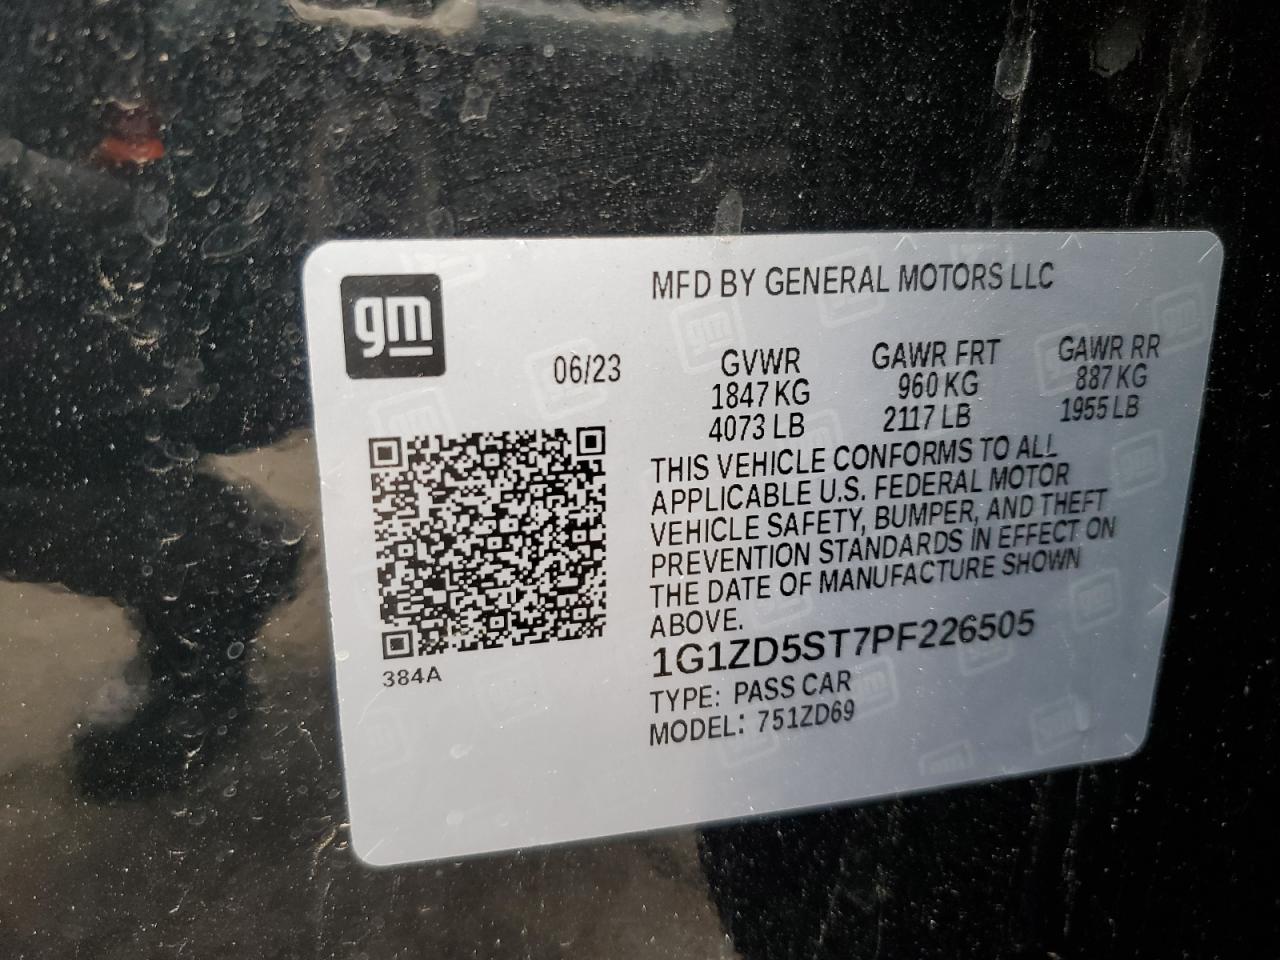 gm
MFD BY GENERAL MOTORS LLC
06/23
GVWR GAWR FRT GAWR RR
1847 KG 960 KG 887 KG
4073 LB 2117 LB 1955 LB
THIS VEHICLE CONFORMS TO ALL
APPLICABLE U.S. FEDERAL MOTOR
VEHICLE SAFETY, BUMPER, AND THEFT
PREVENTION STANDARDS IN EFFECT ON
THE DATE OF MANUFACTURE SHOWN
ABOVE.
384A
1G1ZD5ST7PF226505
TYPE: PASS CAR
MODEL: 751ZD69